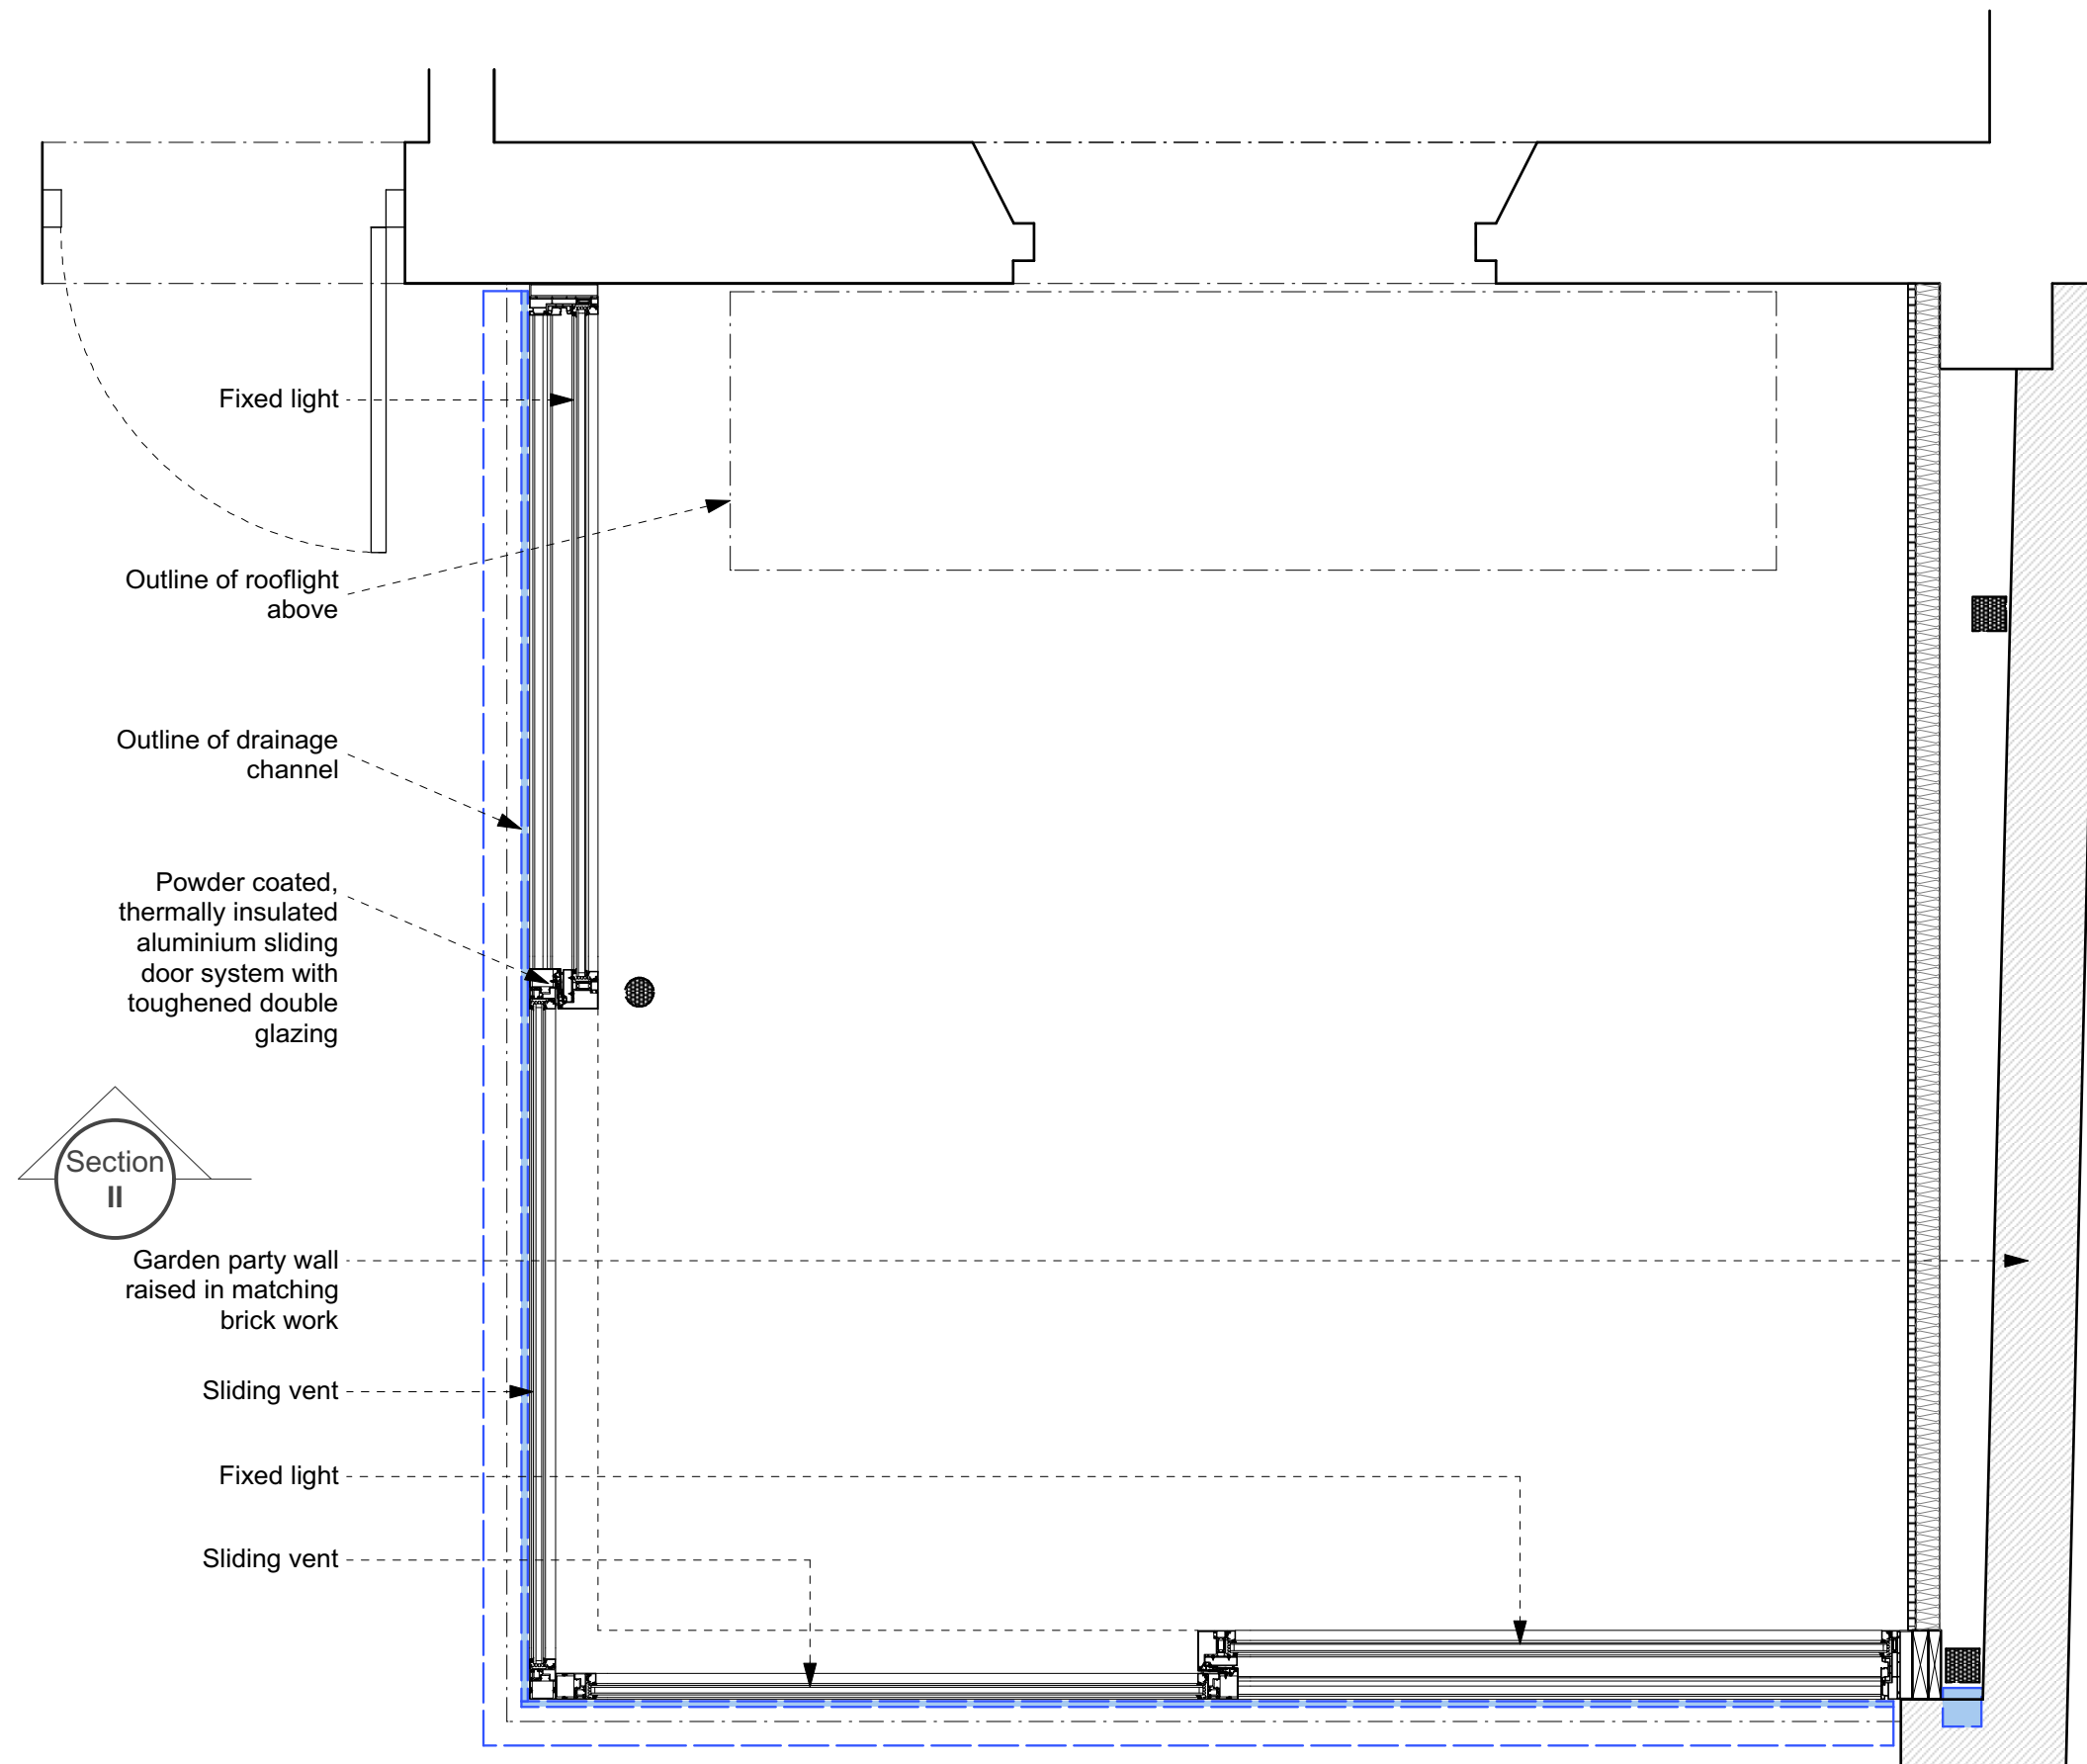 Fixed light
Outline of rooflight
above
Outline of drainage
channel
Powder coated,
thermally insulated
aluminium sliding
door system with
toughened double
glazing
Section
II
Garden party wall
raised in matching
brick work
Sliding vent
Fixed light
Sliding vent